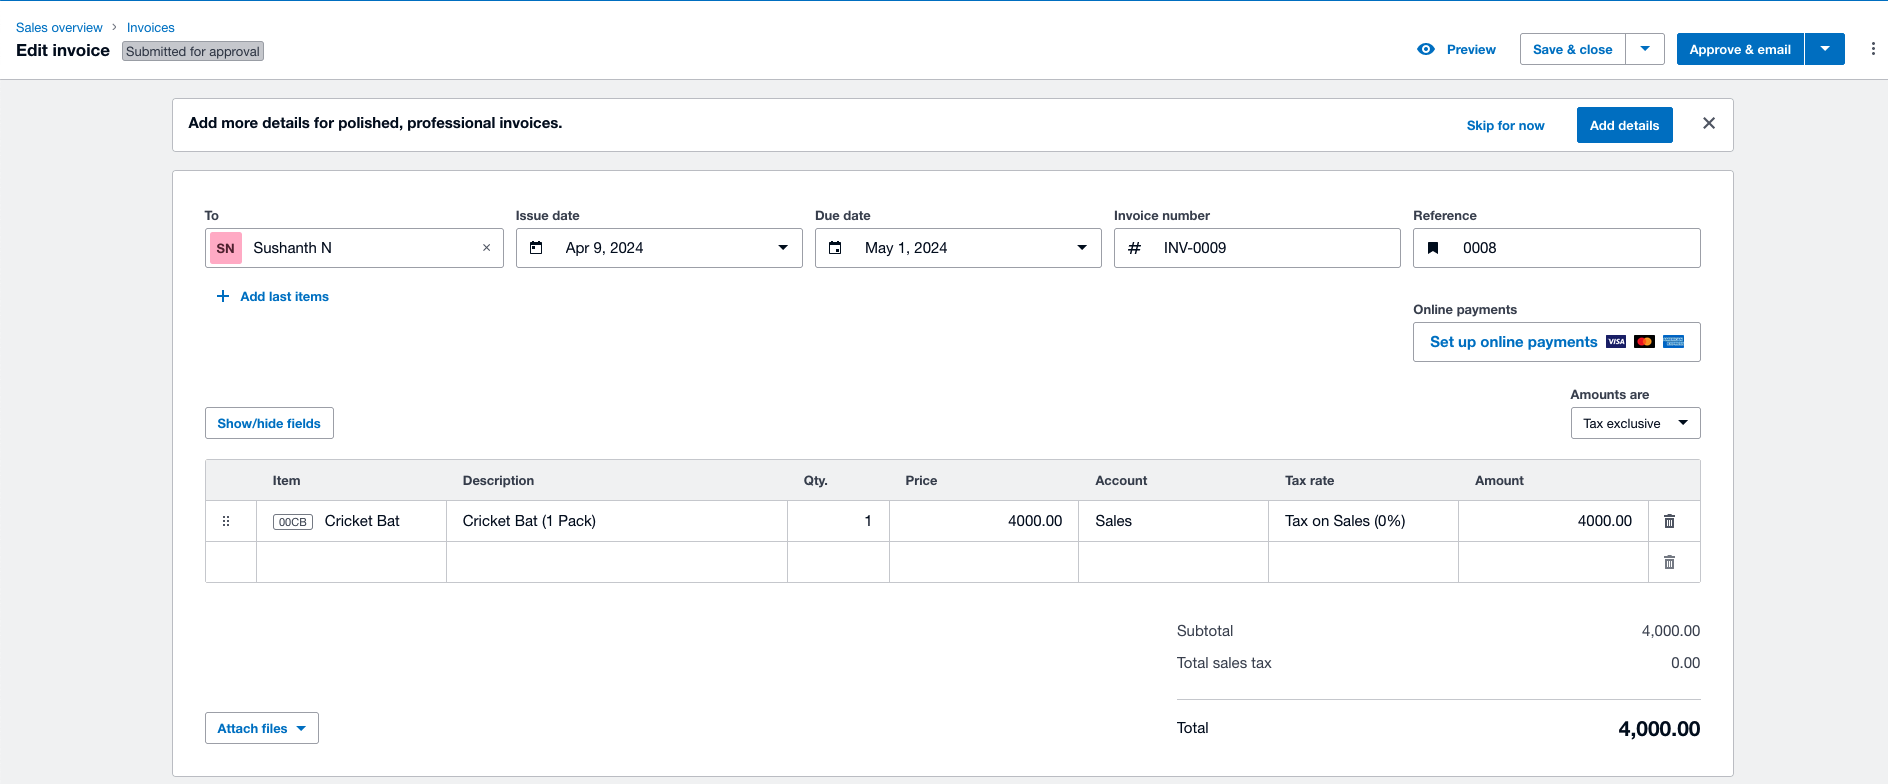 Sales overview > Invoices
Edit invoice Submitted for approval
Preview Save & close Approve & email
Add more details for polished, professional invoices. Skip for now Add details
To Issue date Due date Invoice number Reference
SN Sushanth N × Apr 9, 2024 May 1, 2024 # INV-0009 0008
+ Add last items
Online payments
Set up online payments VISA
Amounts are
Show/hide fields Tax exclusive
Item Description Qty. Price Account Tax rate Amount
00CB Cricket Bat Cricket Bat (1 Pack) 1 4000.00 Sales Tax on Sales (0%) 4000.00
Subtotal 4,000.00
Total sales tax 0.00
Attach files Total 4,000.00